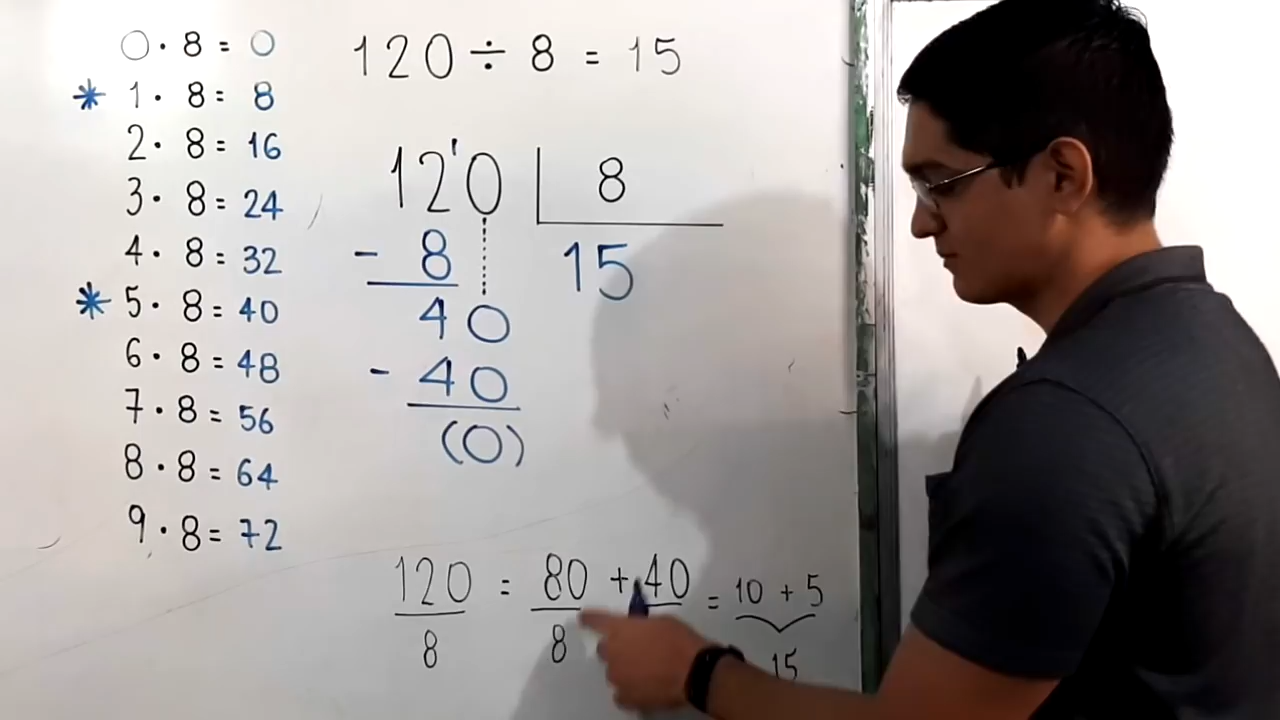 0 · 8 = 0
* 1 · 8 = 8
2 · 8 = 16
3 · 8 = 24
4 · 8 = 32
* 5 · 8 = 40
6 · 8 = 48
7 · 8 = 56
8 · 8 = 64
9 · 8 = 72
120 ÷ 8 = 15
12'0 8
- 8 15
40
- 40
(0)
120 = 80 + 40 = 10 + 5
8 8 15